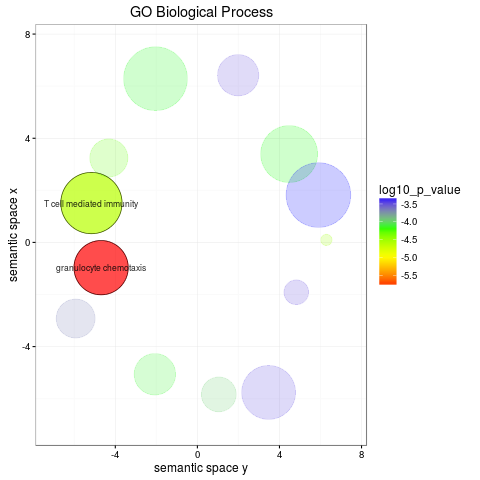 GO Biological Process
8
4
0
-4
semantic space x
T cell mediated immunity
granulocyte chemotaxis
-4
0
4
8
semantic space y
log10_p_value
-3.5
-4.0
-4.5
-5.0
-5.5